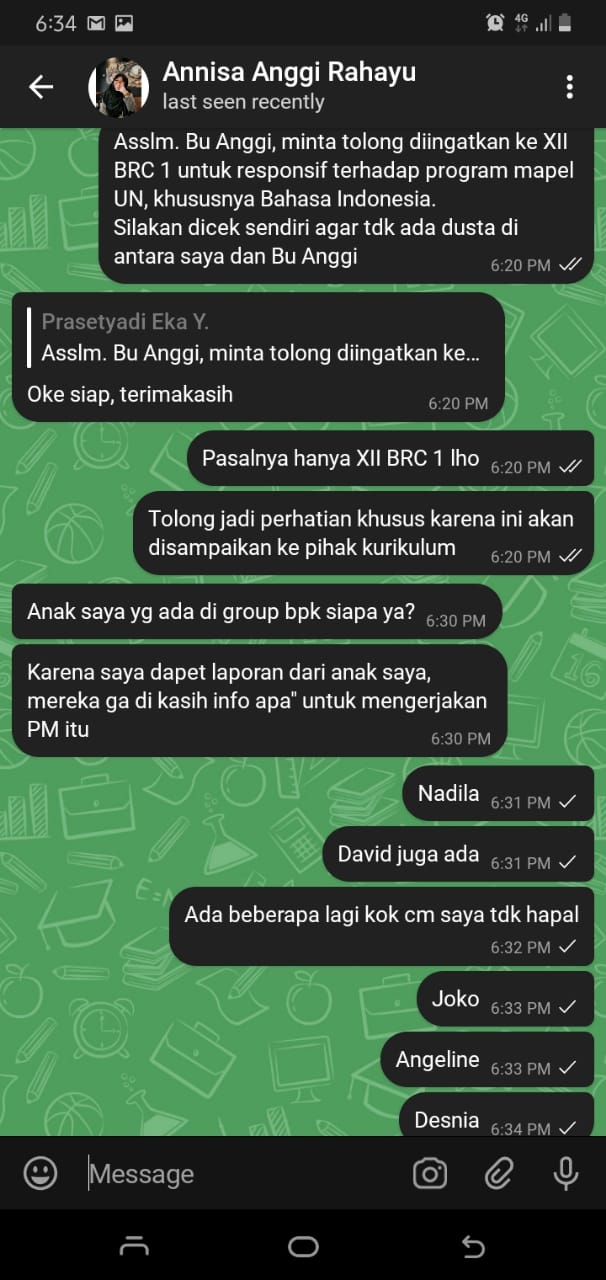 6:34
4G
Annisa Anggi Rahayu
last seen recently
Asslm. Bu Anggi, minta tolong diingatkan ke XII
BRC 1 untuk responsif terhadap program mapel
UN, khususnya Bahasa Indonesia.
Silakan dicek sendiri agar tdk ada dusta di
antara saya dan Bu Anggi
6:20 PM
Prasetyadi Eka Y.
Asslm. Bu Anggi, minta tolong diingatkan ke...
Oke siap, terimakasih
6:20 PM
Pasalnya hanya XII BRC 1 lho 6:20 PM
Tolong jadi perhatian khusus karena ini akan
disampaikan ke pihak kurikulum 6:20 PM
Anak saya yg ada di group bpk siapa ya? 6:30 PM
Karena saya dapet laporan dari anak saya,
mereka ga di kasih info apa" untuk mengerjakan
PM itu
6:30 PM
Nadila 6:31 PM
David juga ada 6:31 PM
Ada beberapa lagi kok cm saya tdk hapal
6:32 PM
Joko 6:33 PM
Angeline 6:33 PM
Desnia 6:34 PM
Message